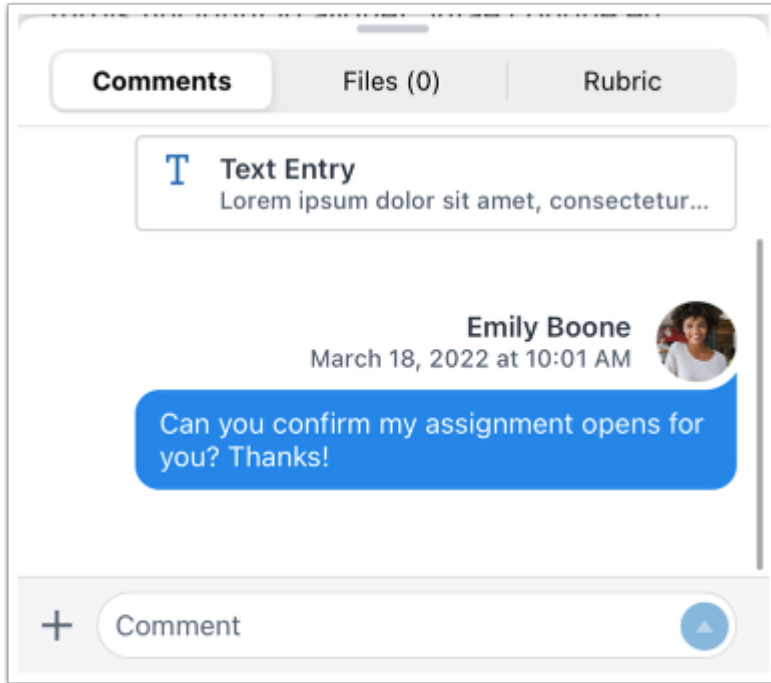 Comments Files (0) Rubric
T Text Entry
Lorem ipsum dolor sit amet, consectetur...
Emily Boone
March 18, 2022 at 10:01 AM
Can you confirm my assignment opens for
you? Thanks!
+ Comment